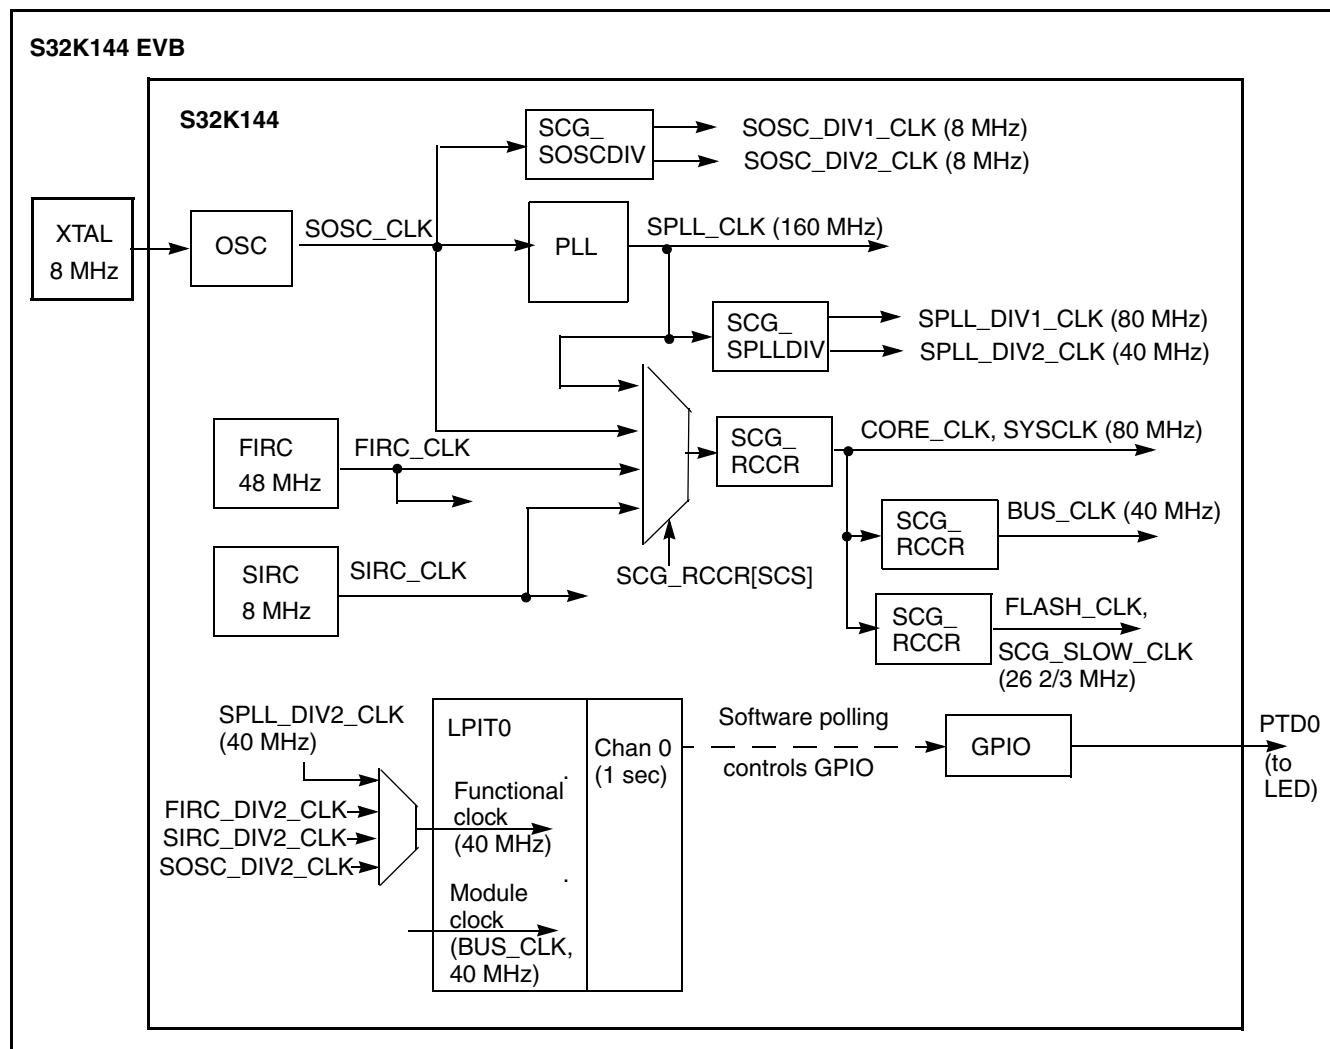 S32K144 EVB
S32K144
SCG_
SOSCDIV
SOSC_DIV1_CLK (8 MHz)
SOSC_DIV2_CLK (8 MHz)
XTAL
8 MHz
OSC
SOSC_CLK
PLL
SPLL_CLK (160 MHz)
SCG_
SPLLDIV
SPLL_DIV1_CLK (80 MHz)
SPLL_DIV2_CLK (40 MHz)
FIRC
48 MHz
FIRC_CLK
SCG_
RCCR
CORE_CLK, SYSCLK (80 MHz)
SCG_
RCCR
BUS_CLK (40 MHz)
SIRC
8 MHz
SIRC_CLK
SCG_RCCR[SCS]
SCG_
RCCR
FLASH_CLK,
SCG_SLOW_CLK
(26 2/3 MHz)
SPLL_DIV2_CLK
(40 MHz)
FIRC_DIV2_CLK
SIRC_DIV2_CLK
SOSC_DIV2_CLK
LPIT0
Functional
clock
(40 MHz)
Module
clock
(BUS_CLK,
40 MHz)
Chan 0
(1 sec)
Software polling
controls GPIO
GPIO
PTD0
(to
LED)